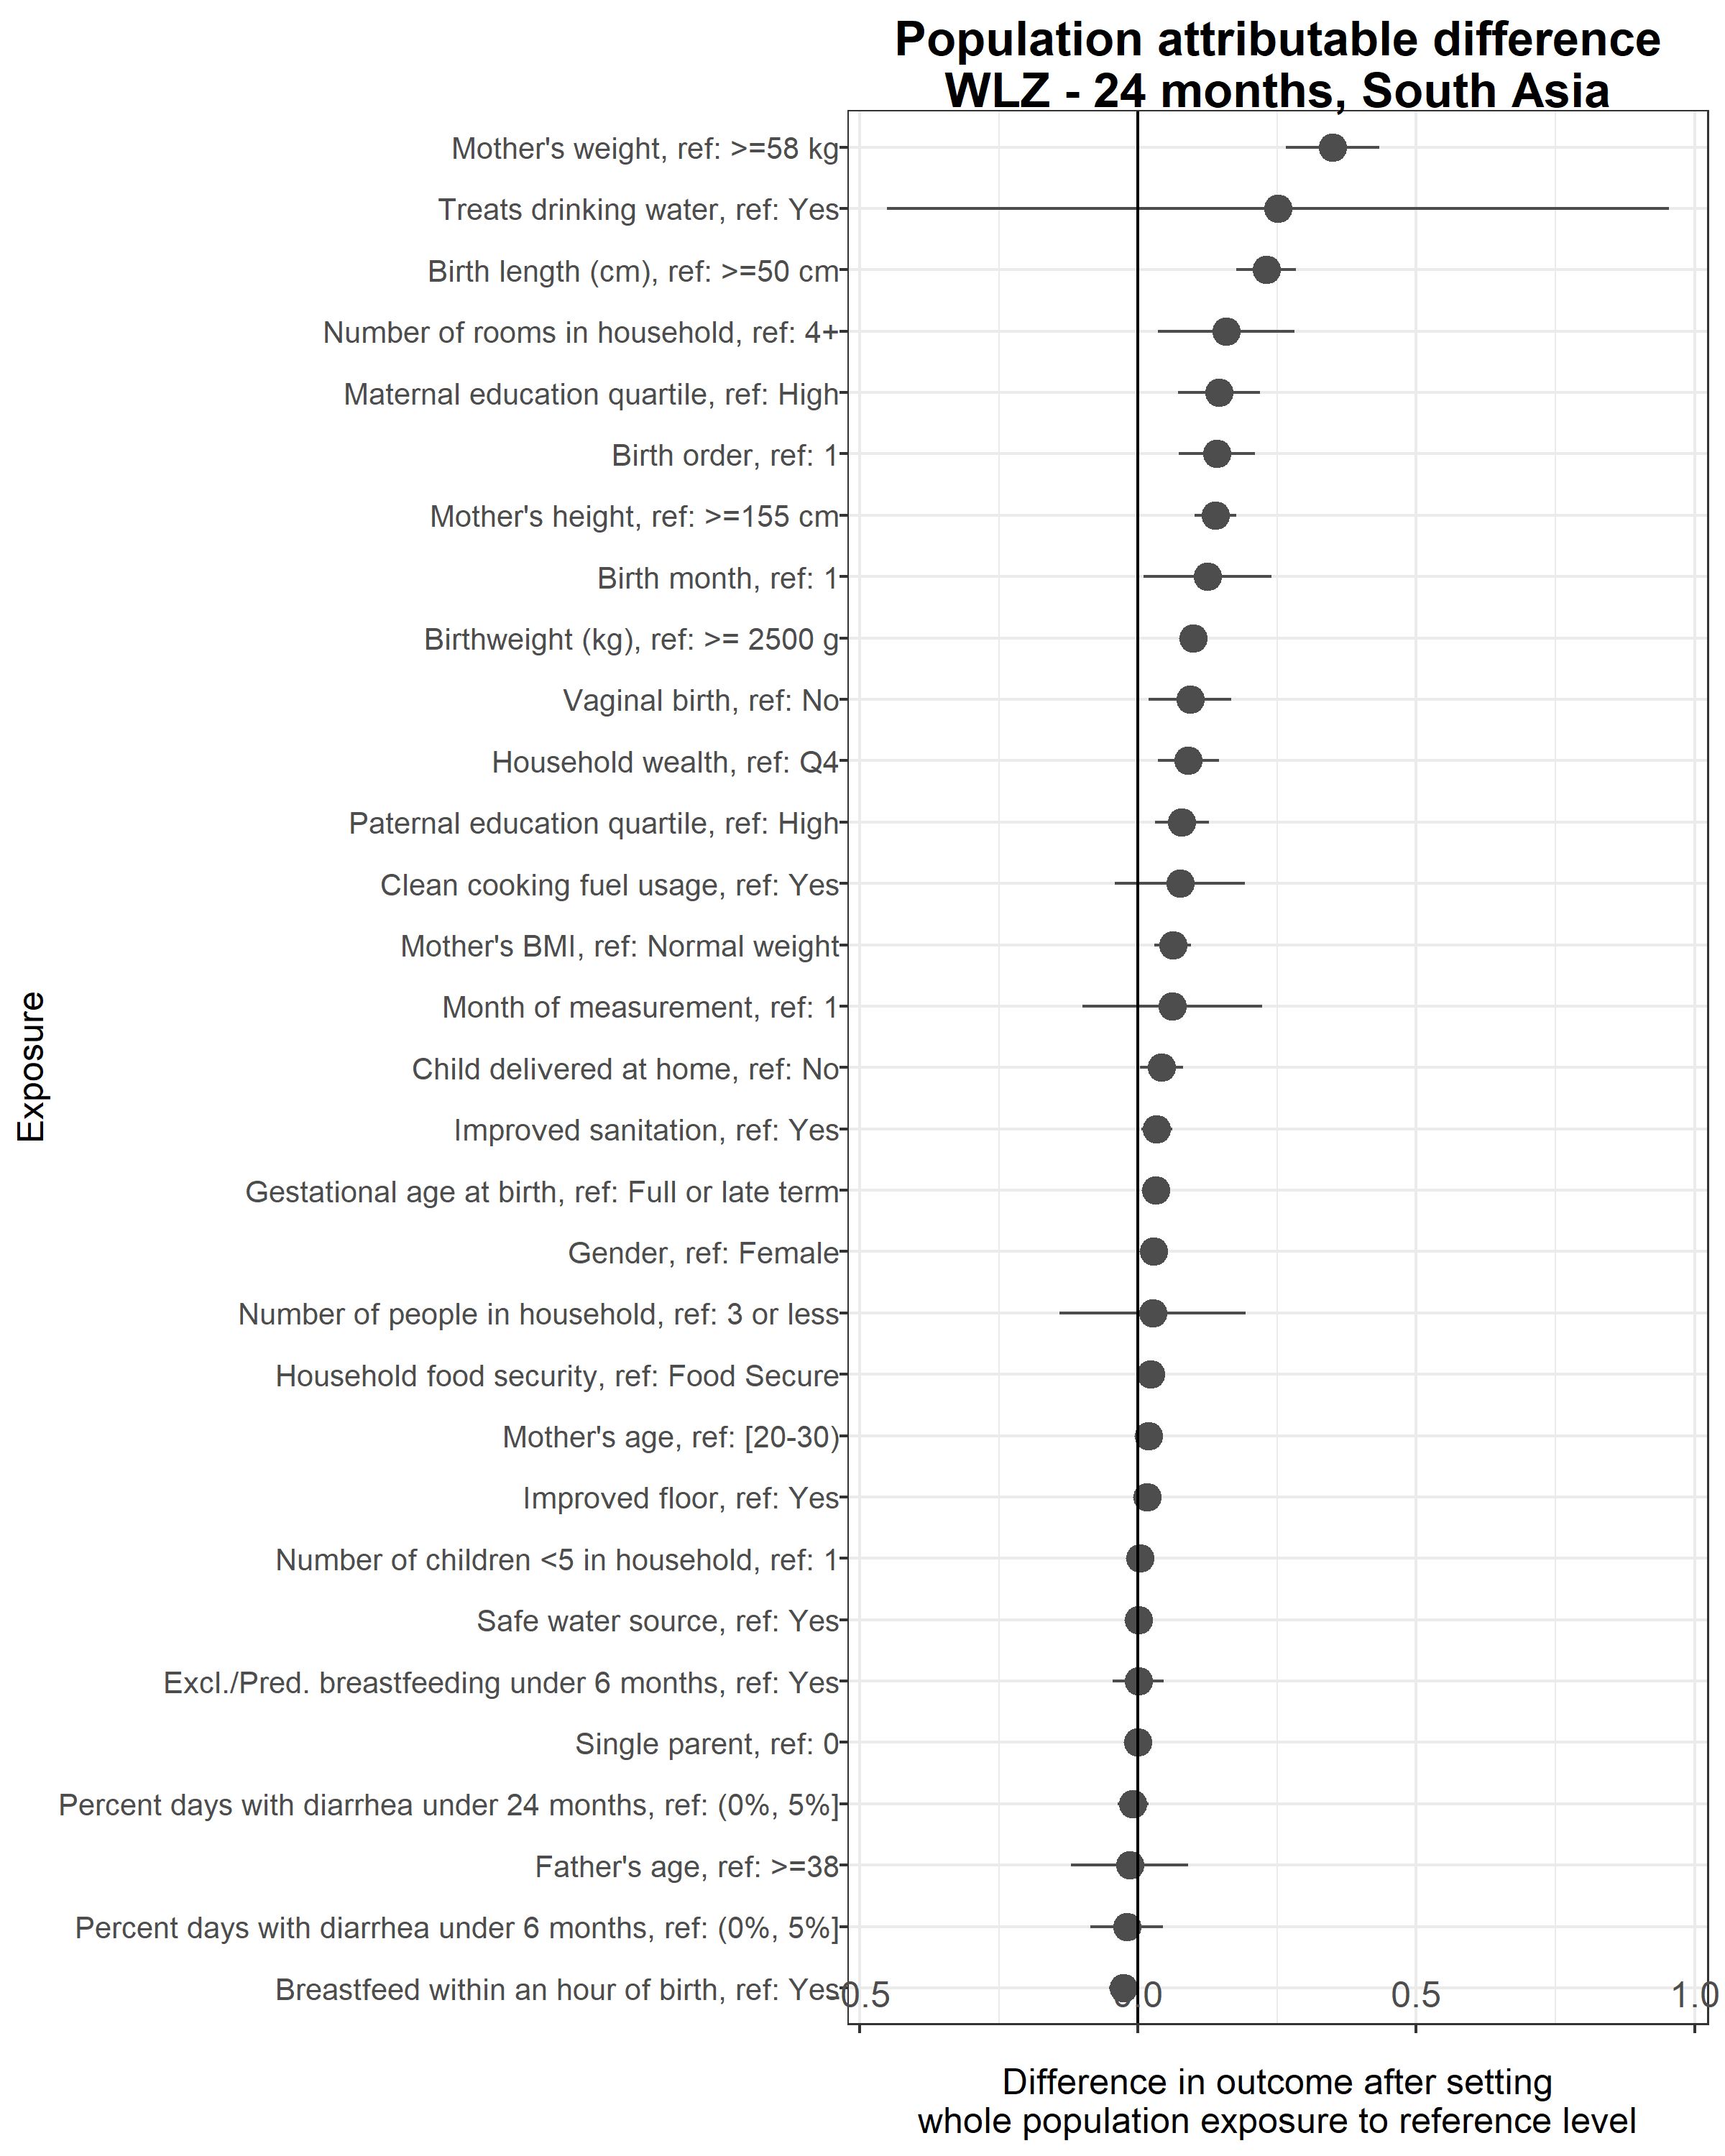 Population attributable difference
WLZ - 24 months, South Asia
Mother's weight, ref: >=58 kg
Treats drinking water, ref: Yes
Birth length (cm), ref: >=50 cm
Number of rooms in household, ref: 4+
Maternal education quartile, ref: High
Birth order, ref: 1
Mother's height, ref: >=155 cm
Birth month, ref: 1
Birthweight (kg), ref: >= 2500 g
Vaginal birth, ref: No
Household wealth, ref: Q4
Paternal education quartile, ref: High
Clean cooking fuel usage, ref: Yes
Mother's BMI, ref: Normal weight
Month of measurement, ref: 1
Child delivered at home, ref: No
Improved sanitation, ref: Yes
Gestational age at birth, ref: Full or late term
Gender, ref: Female
Number of people in household, ref: 3 or less
Household food security, ref: Food Secure
Mother's age, ref: [20-30)
Improved floor, ref: Yes
Number of children <5 in household, ref: 1
Safe water source, ref: Yes
Excl./Pred. breastfeeding under 6 months, ref: Yes
Single parent, ref: 0
Percent days with diarrhea under 24 months, ref: (0%, 5%]
Father's age, ref: >=38
Percent days with diarrhea under 6 months, ref: (0%, 5%]
Breastfeed within an hour of birth, ref: Yes
Exposure
-0.5 0.0 0.5 1.0
Difference in outcome after setting
whole population exposure to reference level